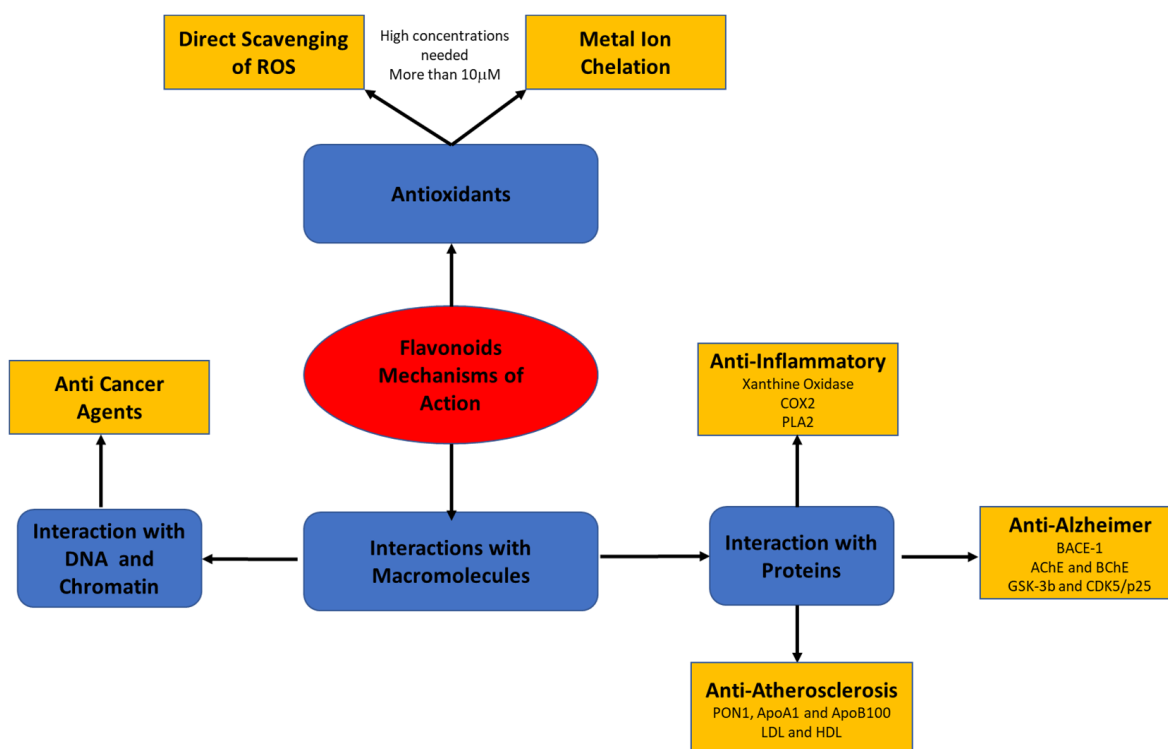 Direct Scavenging
of ROS
High concentrations
needed
More than 10μM
Metal Ion
Chelation
Antioxidants
Flavonoids
Mechanisms of
Action
Anti Cancer
Agents
Anti-Inflammatory
Xanthine Oxidase
COX2
PLA2
Interaction with
DNA and
Chromatin
Interactions with
Macromolecules
Interaction with
Proteins
Anti-Alzheimer
BACE-1
AChE and BChE
GSK-3b and CDK5/p25
Anti-Atherosclerosis
PON1, ApoA1 and ApoB100
LDL and HDL